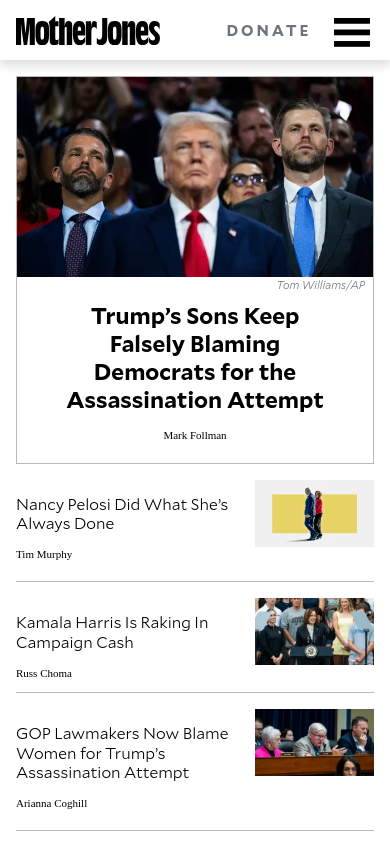 Mother Jones
DONATE
Tom Williams/AP
Trump’s Sons Keep
Falsely Blaming
Democrats for the
Assassination Attempt
Mark Follman
Nancy Pelosi Did What She’s
Always Done
Tim Murphy
Kamala Harris Is Raking In
Campaign Cash
Russ Choma
GOP Lawmakers Now Blame
Women for Trump’s
Assassination Attempt
Arianna Coghill